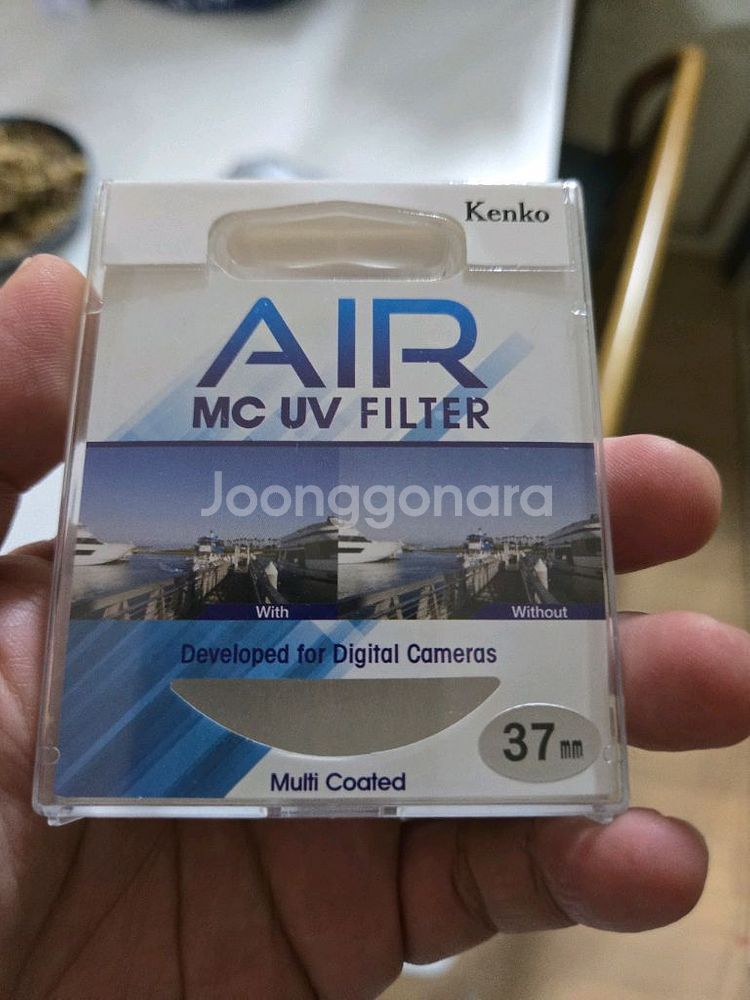 Kenko
AIR
MC UV FILTER
Joonggonara
With
Without
Developed for Digital Cameras
37mm
Multi Coated